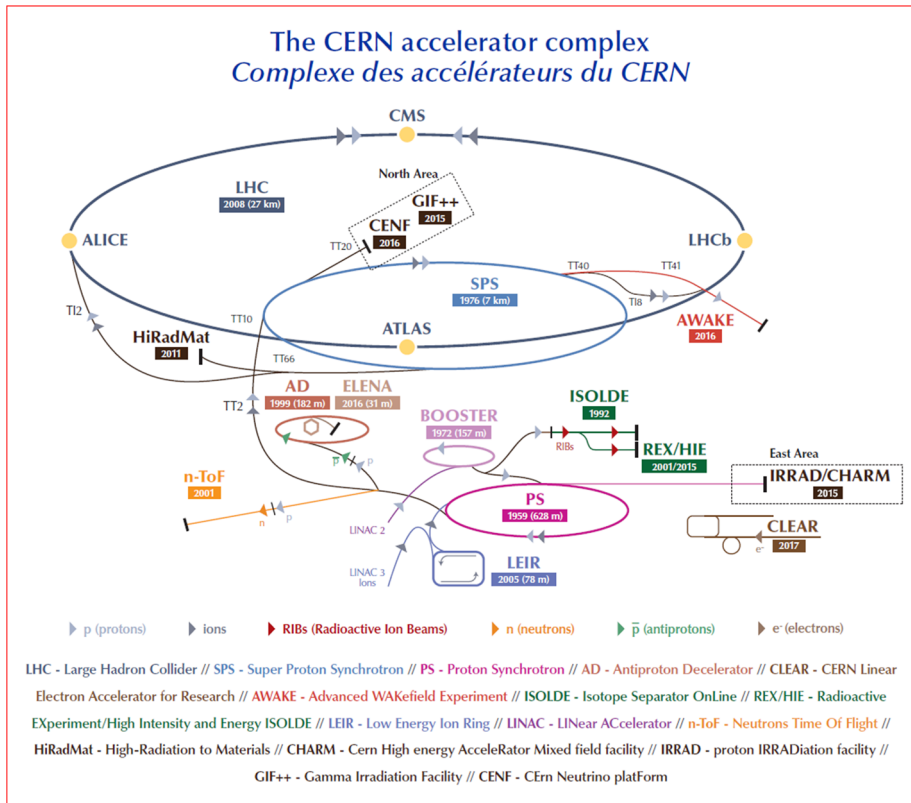 The CERN accelerator complex
Complexe des accélérateurs du CERN
CMS
North Area
LHC
2008 (27 km)
GIF++
2015
CENF
2016
ALICE
LHCb
TT20
TT40
TT41
SPS
1976 (7 km)
TI2
TI8
TT10
ATLAS
AWAKE
2016
HiRadMat
2011
TT66
AD
1999 (182 m)
ELENA
2016 (31 m)
TT2
BOOSTER
1972 (157 m)
ISOLDE
1992
RIBs
REX/HIE
2001/2015
p̅
p
East Area
IRRAD/CHARM
2015
n-ToF
2001
n
p
PS
1959 (628 m)
LINAC 2
CLEAR
2017
e-
LINAC 3
Ions
LEIR
2005 (78 m)
p (protons)
ions
RIBs (Radioactive Ion Beams)
n (neutrons)
p̅ (antiprotons)
e- (electrons)
LHC - Large Hadron Collider // SPS - Super Proton Synchrotron // PS - Proton Synchrotron // AD - Antiproton Decelerator // CLEAR - CERN Linear
Electron Accelerator for Research // AWAKE - Advanced WAKefield Experiment // ISOLDE - Isotope Separator OnLine // REX/HIE - Radioactive
EXperiment/High Intensity and Energy ISOLDE // LEIR - Low Energy Ion Ring // LINAC - LINear ACcelerator // n-ToF - Neutrons Time Of Flight //
HiRadMat - High-Radiation to Materials // CHARM - Cern High energy AcceleRator Mixed field facility // IRRAD - proton IRRADiation facility //
GIF++ - Gamma Irradiation Facility // CENF - CErn Neutrino platForm